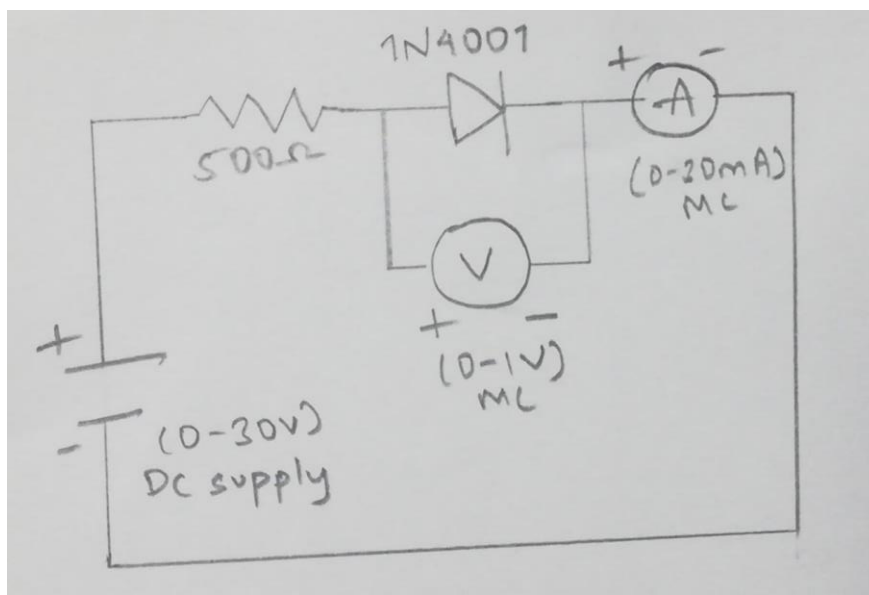 1N4001
+ -
500Ω
A
(0-20mA)
MC
V
+ -
(0-1V)
MC
+
-
(0-30V)
DC supply